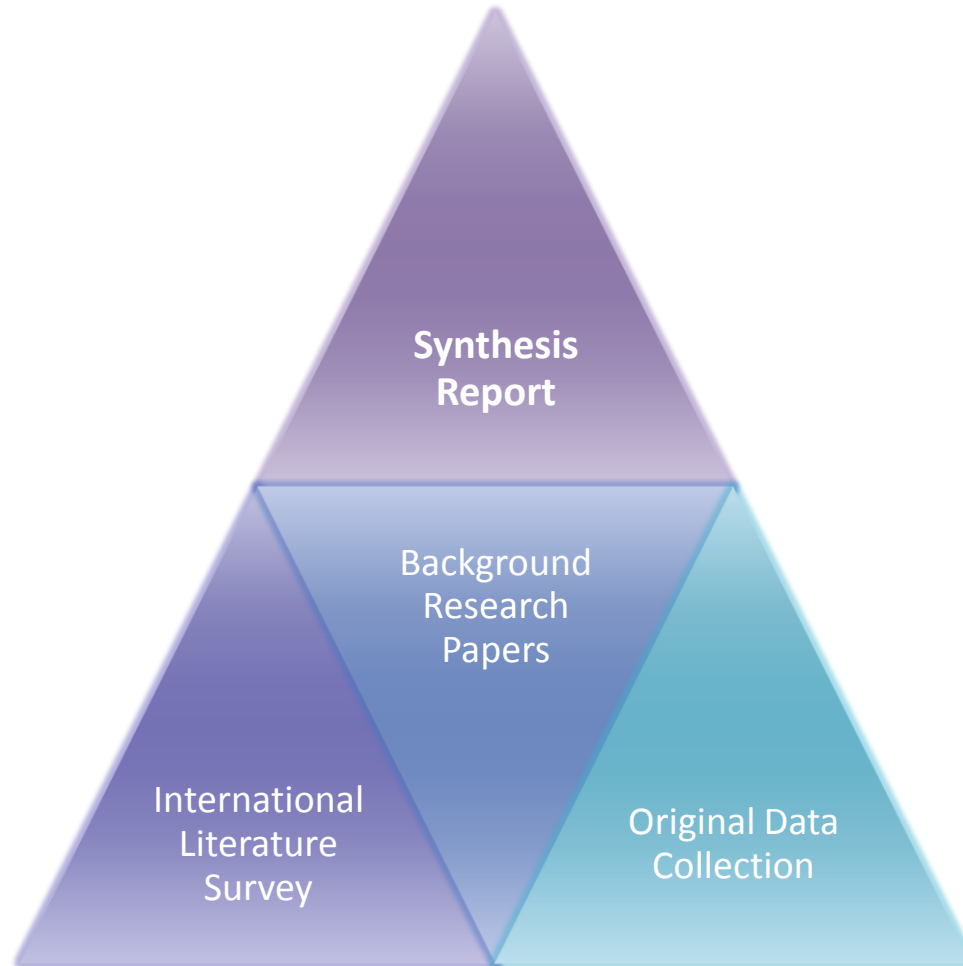 Synthesis
Report
Background
Research
Papers
International
Literature
Survey
Original Data
Collection